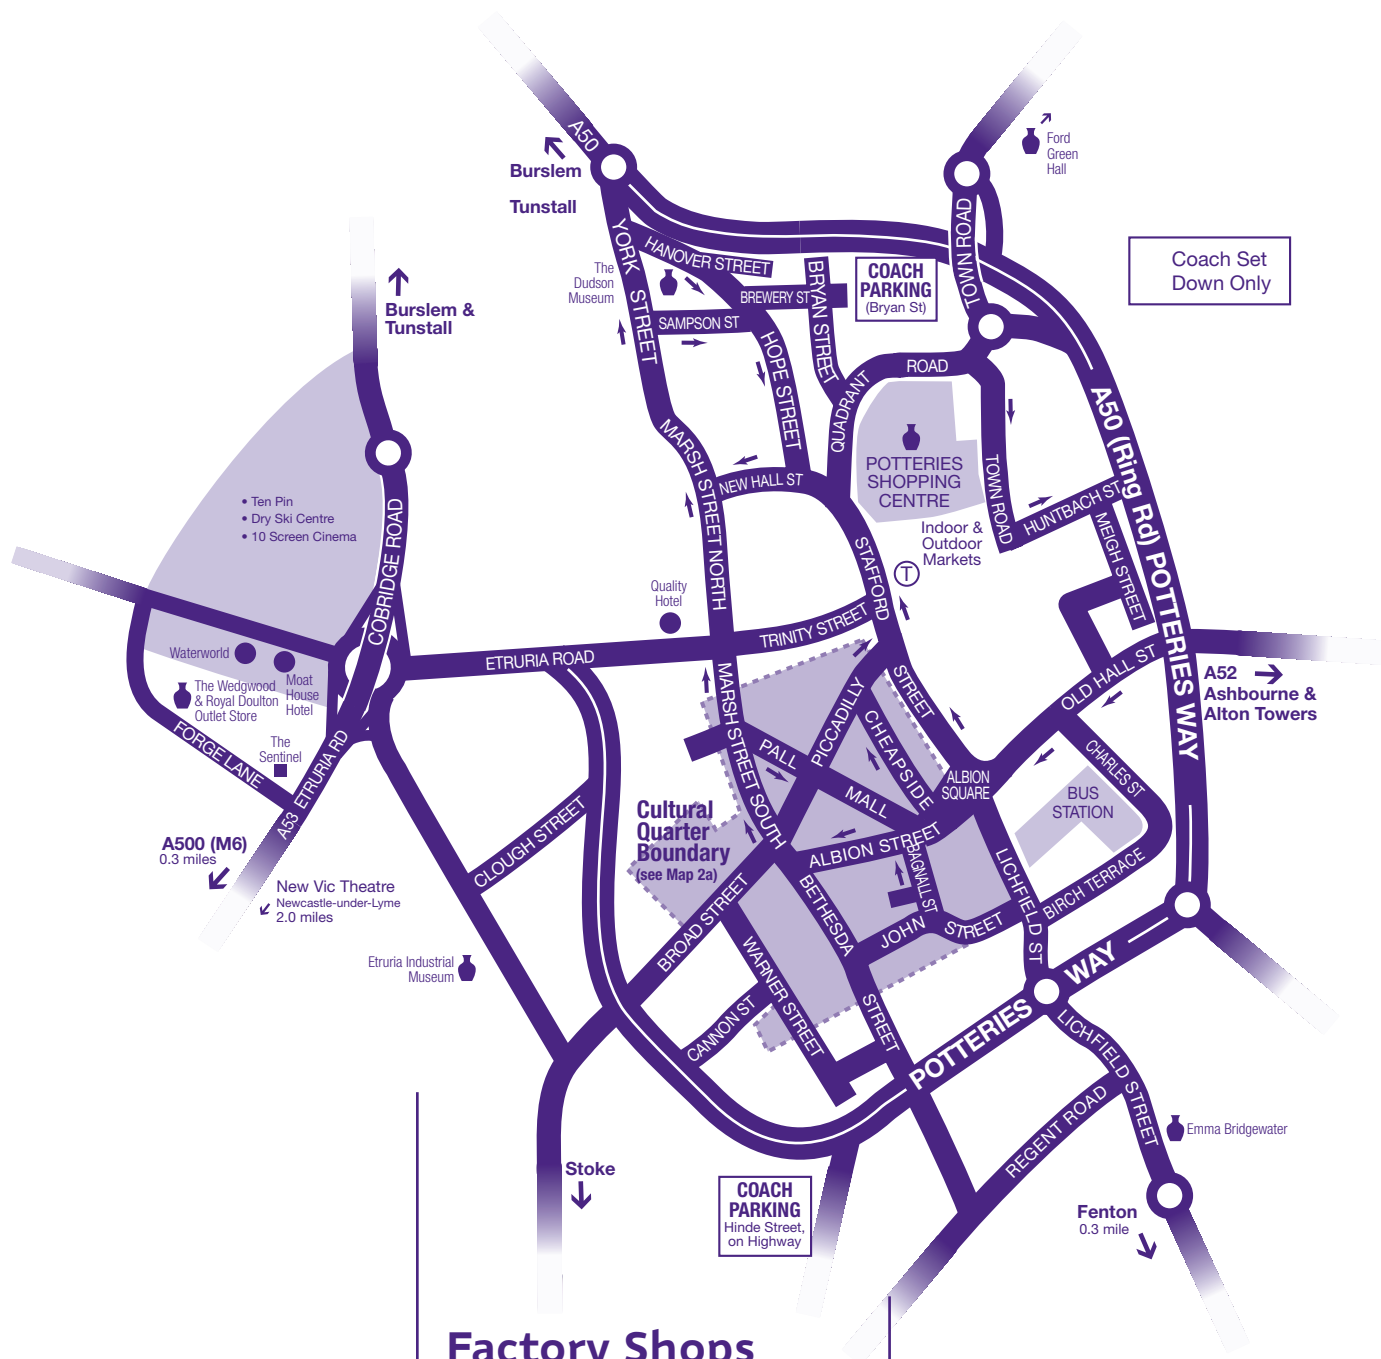 A50
Burslem
Tunstall
Ford
Green
Hall
TOWN ROAD
YORK STREET
HANOVER STREET
The
Dudson
Museum
BREWERY ST
BRYAN STREET
COACH
PARKING
(Bryan St)
Coach Set
Down Only
SAMPSON ST
HOPE STREET
Burslem &
Tunstall
QUADRANT ROAD
A50 (Ring Rd) POTTERIES WAY
POTTERIES
SHOPPING
CENTRE
MARSH STREET NORTH
NEW HALL ST
TOWN ROAD
HUNTBACH ST
MEIGH STREET
Indoor &
Outdoor
Markets
T
STAFFORD STREET
• Ten Pin
• Dry Ski Centre
• 10 Screen Cinema
COBRIDGE ROAD
Quality
Hotel
TRINITY STREET
ETRURIA ROAD
Waterworld
Moat
House
Hotel
The Wedgwood
& Royal Doulton
Outlet Store
The
Sentinel
FORGE LANE
A53 ETRURIA RD
A500 (M6)
0.3 miles
New Vic Theatre
Newcastle-under-Lyme
2.0 miles
OLD HALL ST
A52
Ashbourne &
Alton Towers
MARSH STREET SOUTH
PICCADILLY
CHEAPSIDE
PALL MALL
ALBION
SQUARE
CHARLES ST
BUS
STATION
CLOUGH STREET
Cultural
Quarter
Boundary
(see Map 2a)
ALBION STREET
BAGNALL ST
LICHFIELD ST
BIRCH TERRACE
BROAD STREET
BETHESDA STREET
JOHN STREET
WARNER STREET
CANNON ST
Etruria Industrial
Museum
POTTERIES WAY
LICHFIELD STREET
REGENT ROAD
Emma Bridgewater
Stoke
COACH
PARKING
Hinde Street,
on Highway
Fenton
0.3 mile
Factory Shops